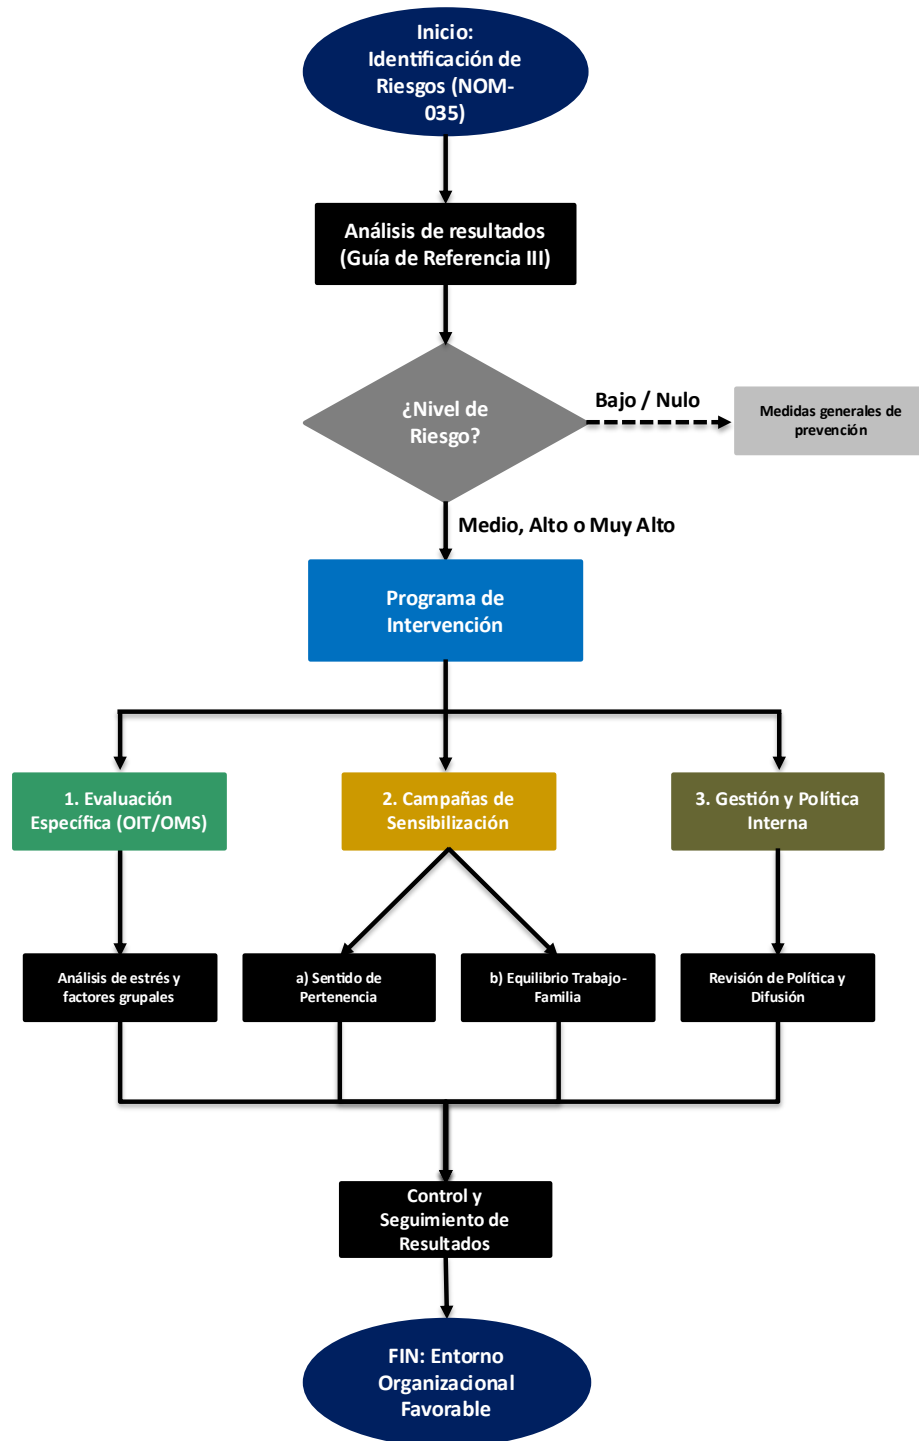 Inicio:
Identificación de
Riesgos (NOM-
035)
Análisis de resultados
(Guía de Referencia III)
¿Nivel de
Riesgo?
Bajo / Nulo
Medidas generales de
prevención
Medio, Alto o Muy Alto
Programa de
Intervención
1. Evaluación
Específica (OIT/OMS)
2. Campañas de
Sensibilización
3. Gestión y Política
Interna
Análisis de estrés y
factores grupales
a) Sentido de
Pertenencia
b) Equilibrio Trabajo-
Familia
Revisión de Política y
Difusión
Control y
Seguimiento de
Resultados
FIN: Entorno
Organizacional
Favorable